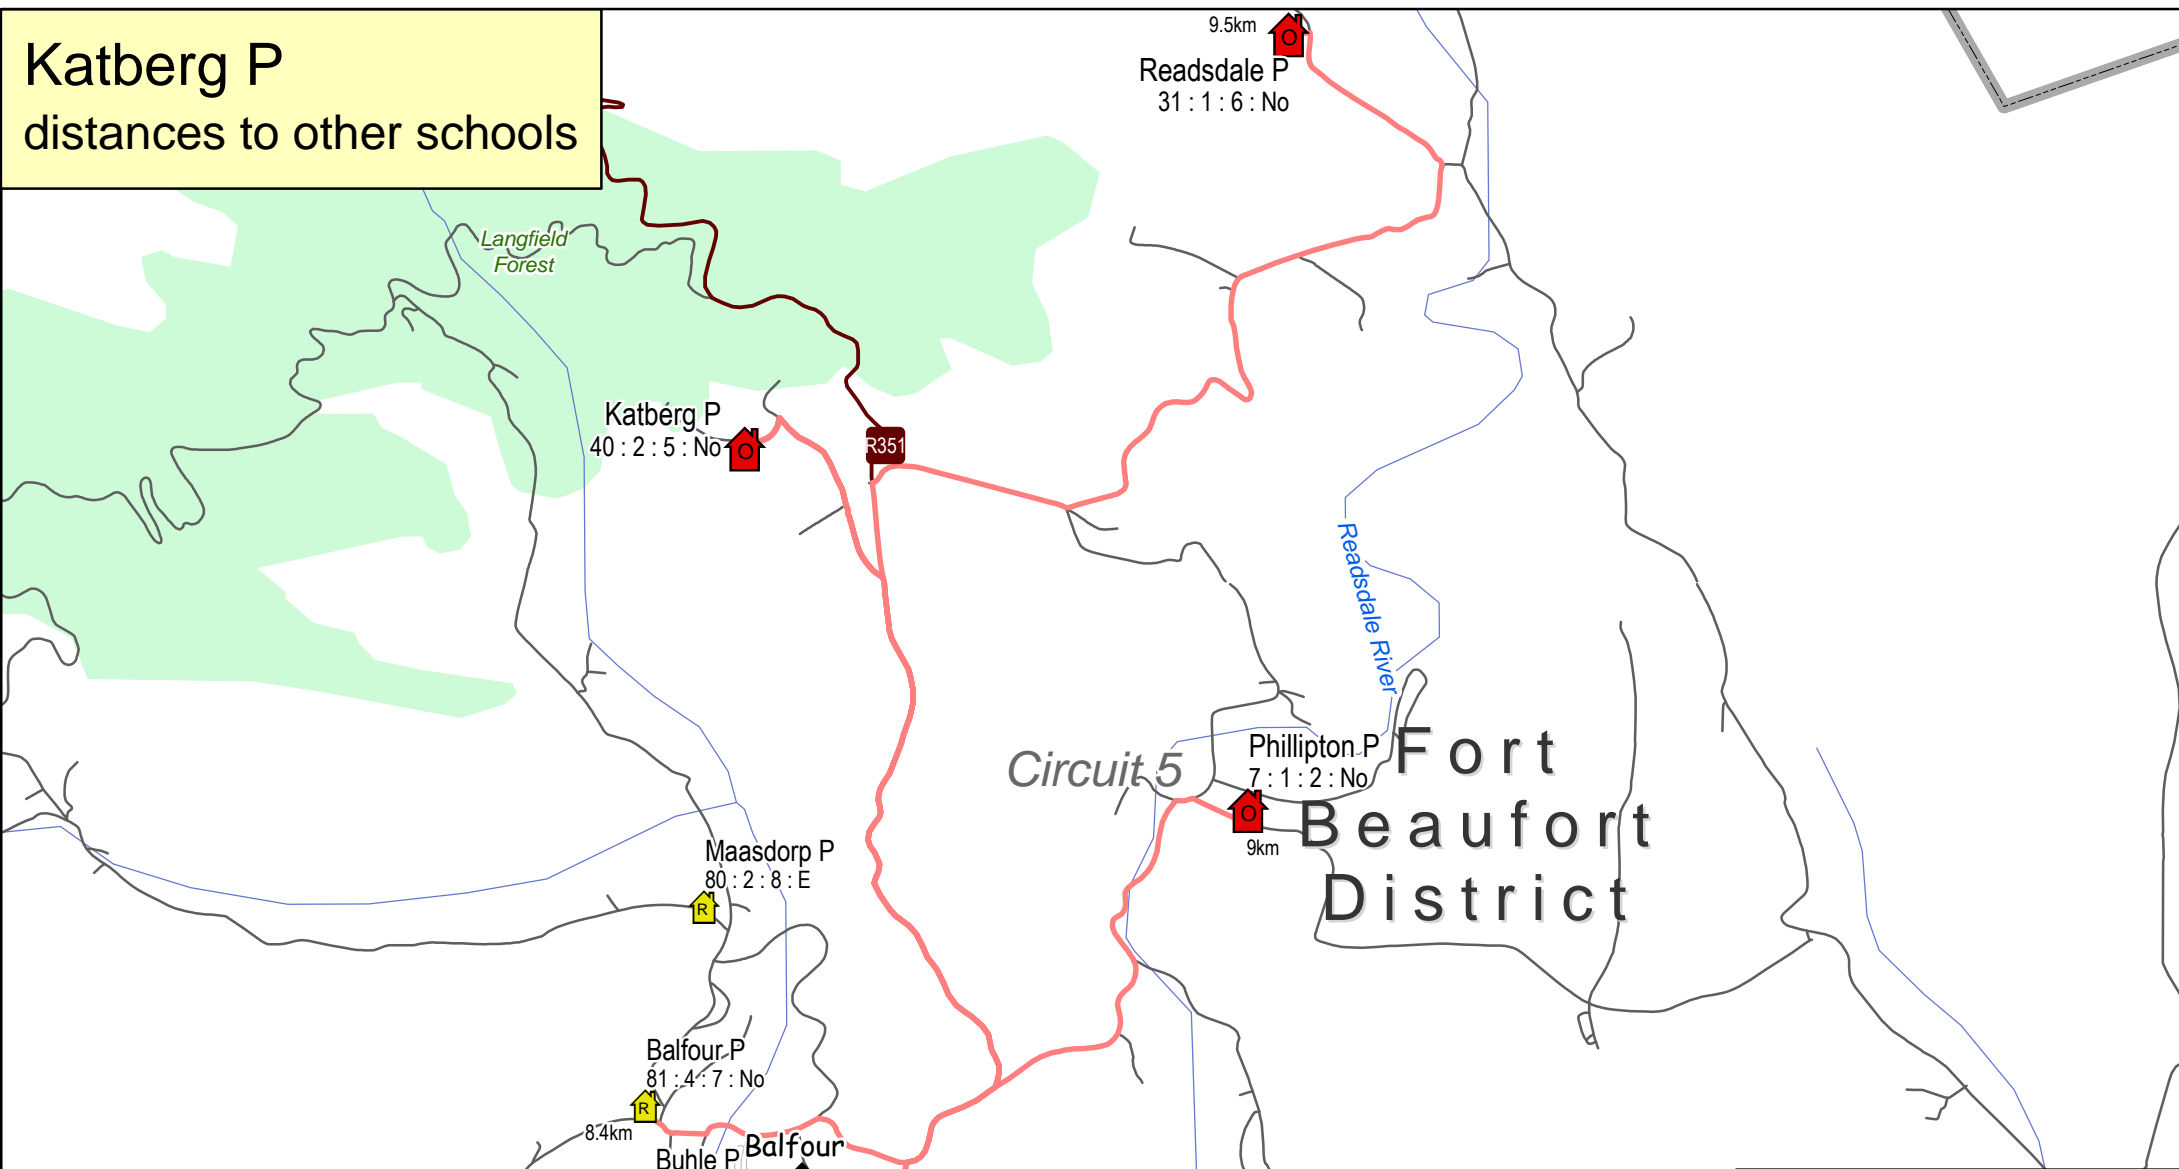 Katberg P
distances to other schools
9.5km
O
Readsdale P
31 : 1 : 6 : No
Langfield
Forest
Katberg P
40 : 2 : 5 : No
O
R351
Readsdale River
Circuit 5
Phillipton P
7 : 1 : 2 : No
O
9km
Fort
Beaufort
District
Maasdorp P
80 : 2 : 8 : E
R
Balfour P
81 : 4 : 7 : No
R
8.4km
Buhle P
Balfour